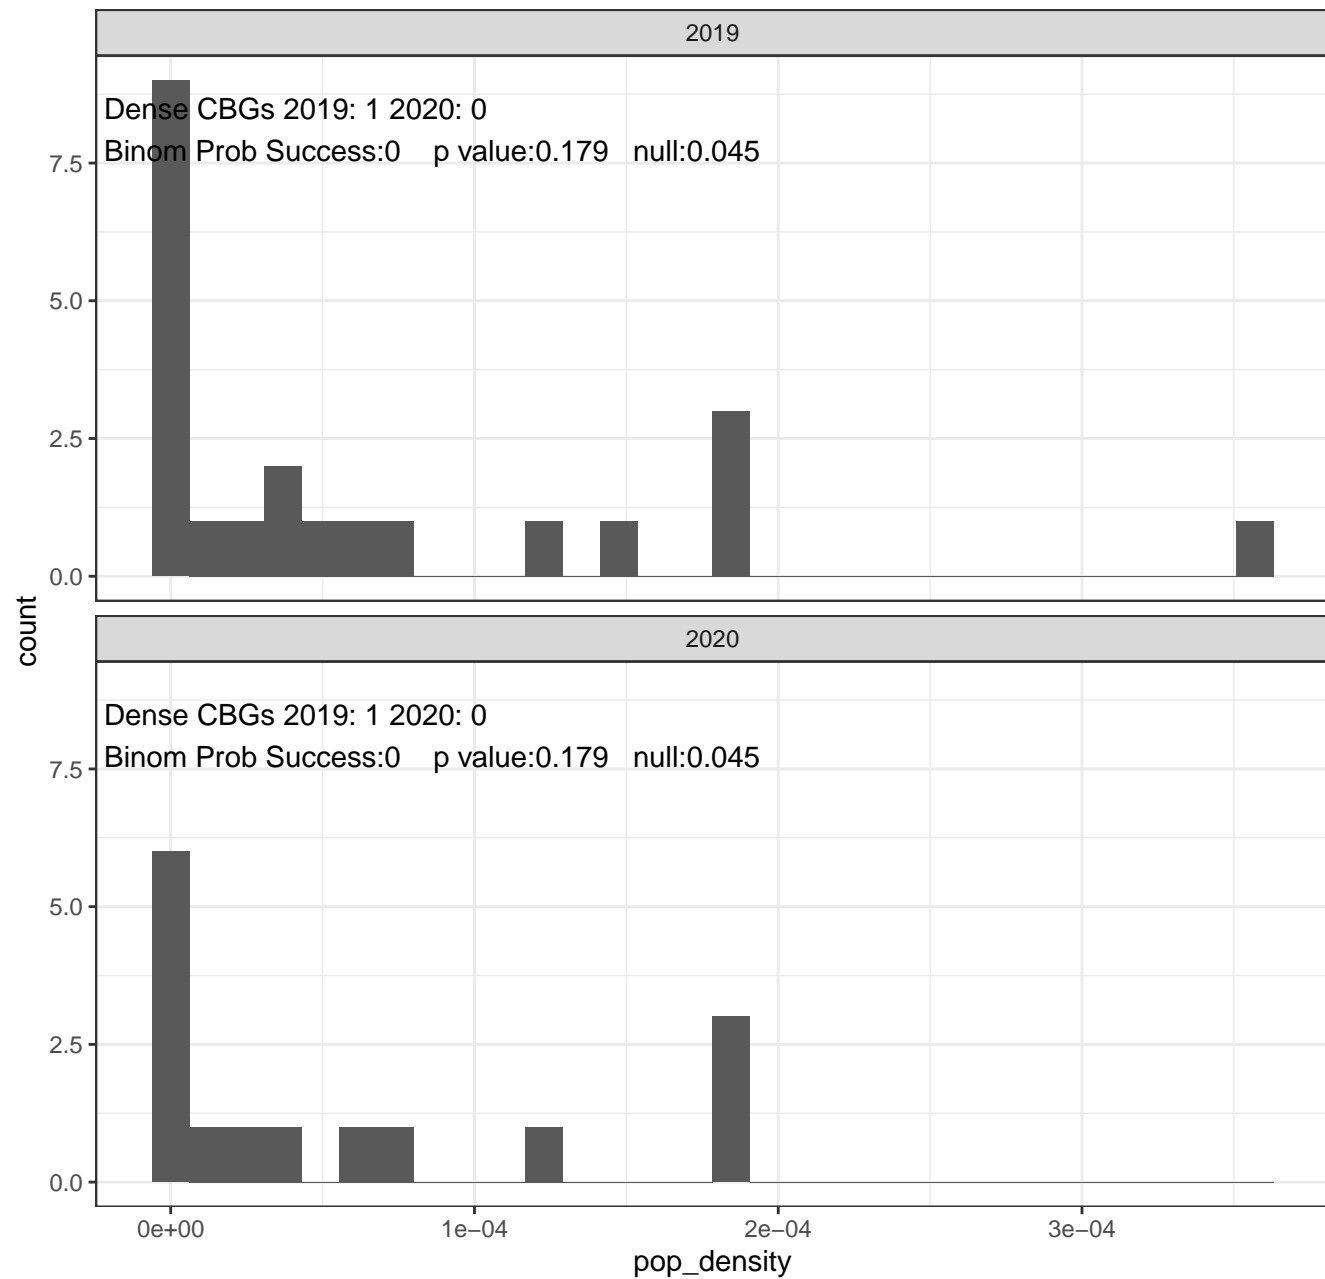 2019
Dense CBGs 2019: 1 2020: 0
Binom Prob Success:0 p value:0.179 null:0.045
7.5
5.0
2.5
0.0
count
2020
Dense CBGs 2019: 1 2020: 0
Binom Prob Success:0 p value:0.179 null:0.045
7.5
5.0
2.5
0.0
0e+00 1e−04 2e−04 3e−04
pop_density